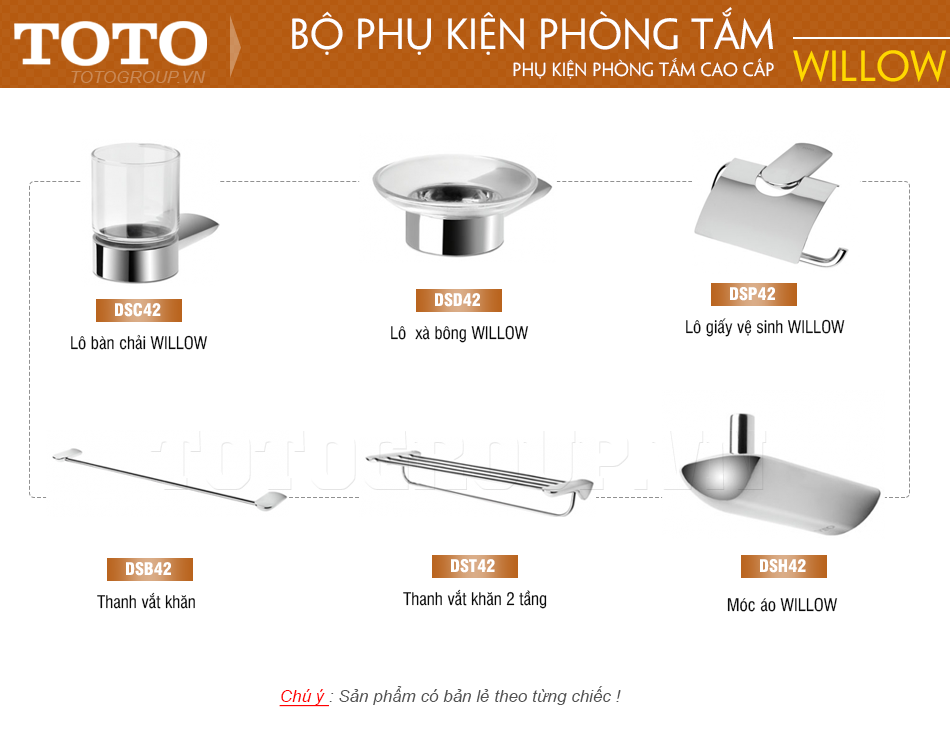 TOTO
TOTOGROUP.VN
BỘ PHỤ KIỆN PHÒNG TẮM
PHỤ KIỆN PHÒNG TẮM CAO CẤP
WILLOW
DSC42
Lô bàn chải WILLOW
DSD42
Lô xà bông WILLOW
DSP42
Lô giấy vệ sinh WILLOW
TOTOGROUP.VN
DSB42
Thanh vắt khăn
DST42
Thanh vắt khăn 2 tầng
TOTO
DSH42
Móc áo WILLOW
Chú ý : Sản phẩm có bản lẻ theo từng chiếc !